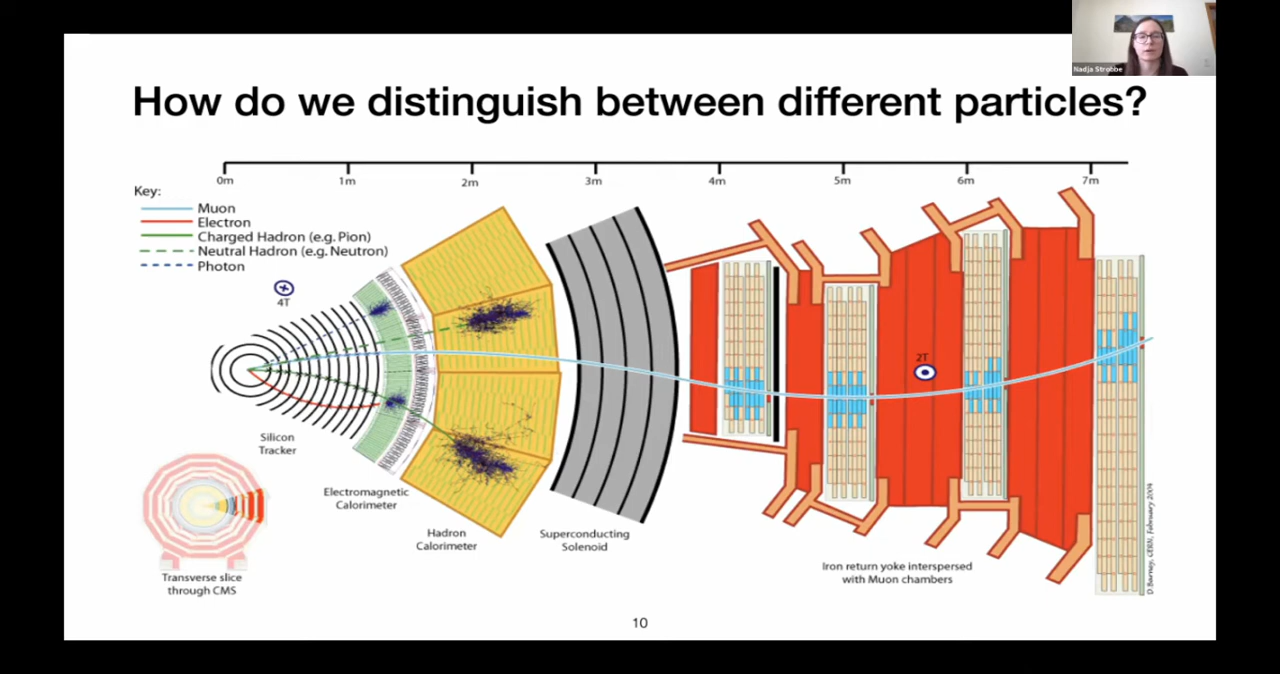 Nadja Strobbe
How do we distinguish between different particles?
0m 1m 2m 3m 4m 5m 6m 7m
Key:
Muon
Electron
Charged Hadron (e.g. Pion)
Neutral Hadron (e.g. Neutron)
Photon
4T
2T
Silicon
Tracker
Electromagnetic
Calorimeter
Hadron
Calorimeter
Superconducting
Solenoid
Iron return yoke interspersed
with Muon chambers
Transverse slice
through CMS
D. Barney, CERN, February 2004
10